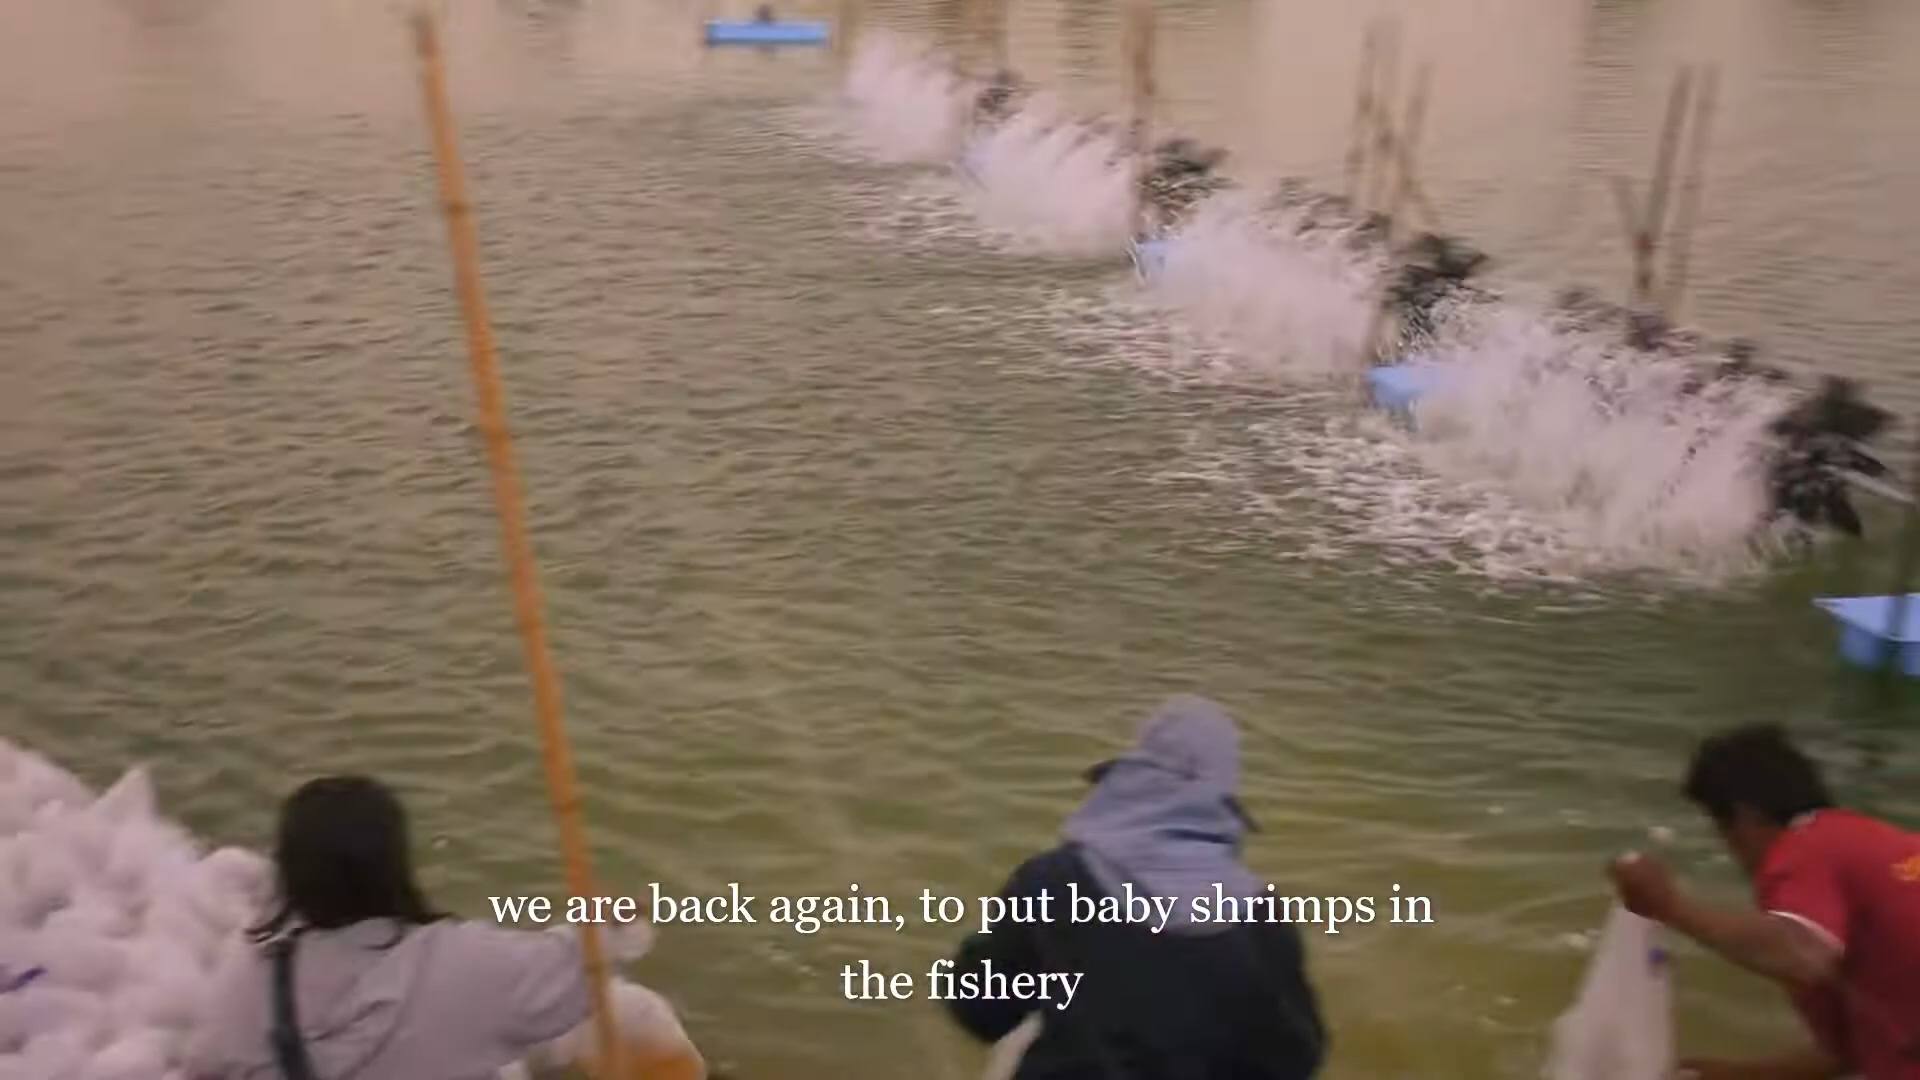 we are back again, to put baby shrimps in
the fishery